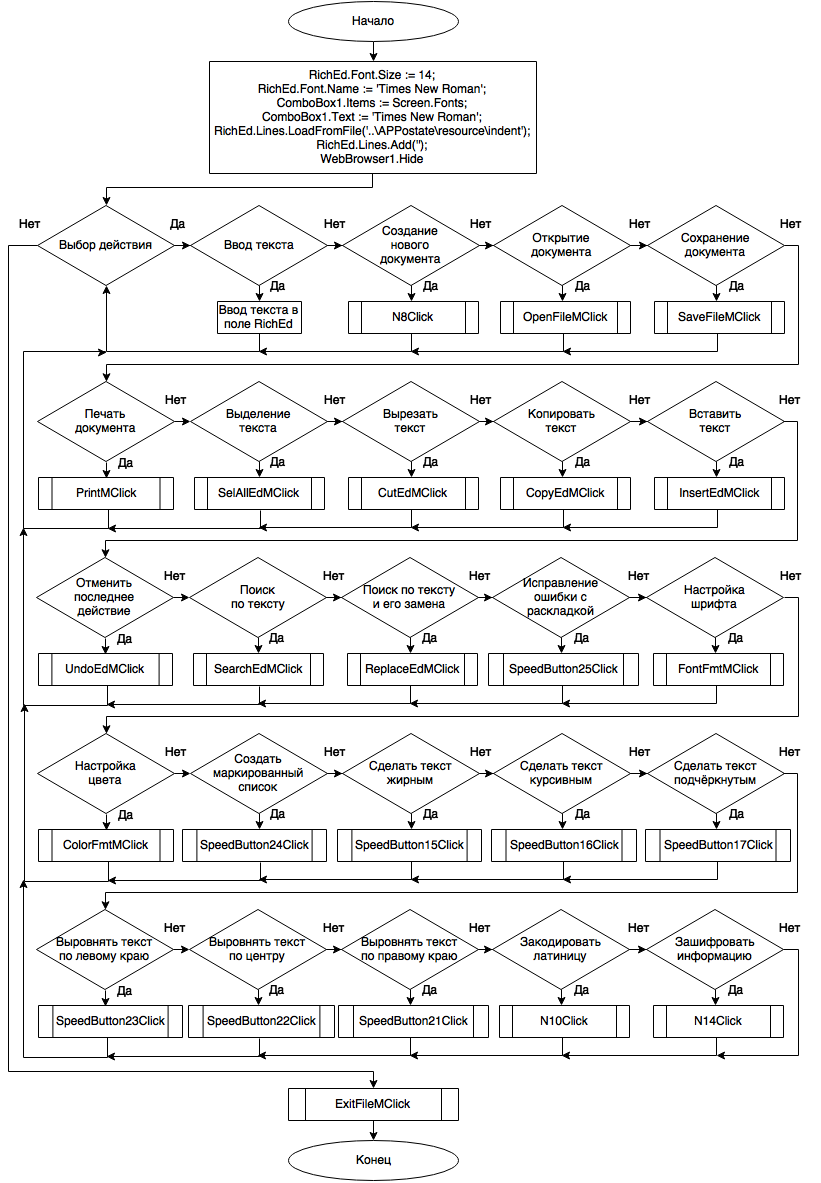 Начало
RichEd.Font.Size := 14;
RichEd.Font.Name := 'Times New Roman';
ComboBox1.Items := Screen.Fonts;
ComboBox1.Text := 'Times New Roman';
RichEd.Lines.LoadFromFile('..\APPostate\resource\indent');
RichEd.Lines.Add('');
WebBrowser1.Hide
Нет
Выбор действия
Да
Ввод текста
Нет
Создание
нового
документа
Нет
Открытие
документа
Нет
Сохранение
документа
Нет
Да
Да
Да
Да
Ввод текста в
поле RichEd
N8Click
OpenFileMClick
SaveFileMClick
Печать
документа
Нет
Выделение
текста
Нет
Вырезать
текст
Нет
Копировать
текст
Нет
Вставить
текст
Нет
Да
Да
Да
Да
Да
PrintMClick
SelAllEdMClick
CutEdMClick
CopyEdMClick
InsertEdMClick
Отменить
последнее
действие
Нет
Поиск
по тексту
Нет
Поиск по тексту
и его замена
Нет
Исправление
ошибки с
раскладкой
Нет
Настройка
шрифта
Нет
Да
Да
Да
Да
Да
UndoEdMClick
SearchEdMClick
ReplaceEdMClick
SpeedButton25Click
FontFmtMClick
Настройка
цвета
Нет
Создать
маркированный
список
Нет
Сделать текст
жирным
Нет
Сделать текст
курсивным
Нет
Сделать текст
подчёркнутым
Нет
Да
Да
Да
Да
Да
ColorFmtMClick
SpeedButton24Click
SpeedButton15Click
SpeedButton16Click
SpeedButton17Click
Выровнять текст
по левому краю
Нет
Выровнять текст
по центру
Нет
Выровнять текст
по правому краю
Нет
Закодировать
латиницу
Нет
Зашифровать
информацию
Нет
Да
Да
Да
Да
Да
SpeedButton23Click
SpeedButton22Click
SpeedButton21Click
N10Click
N14Click
ExitFileMClick
Конец